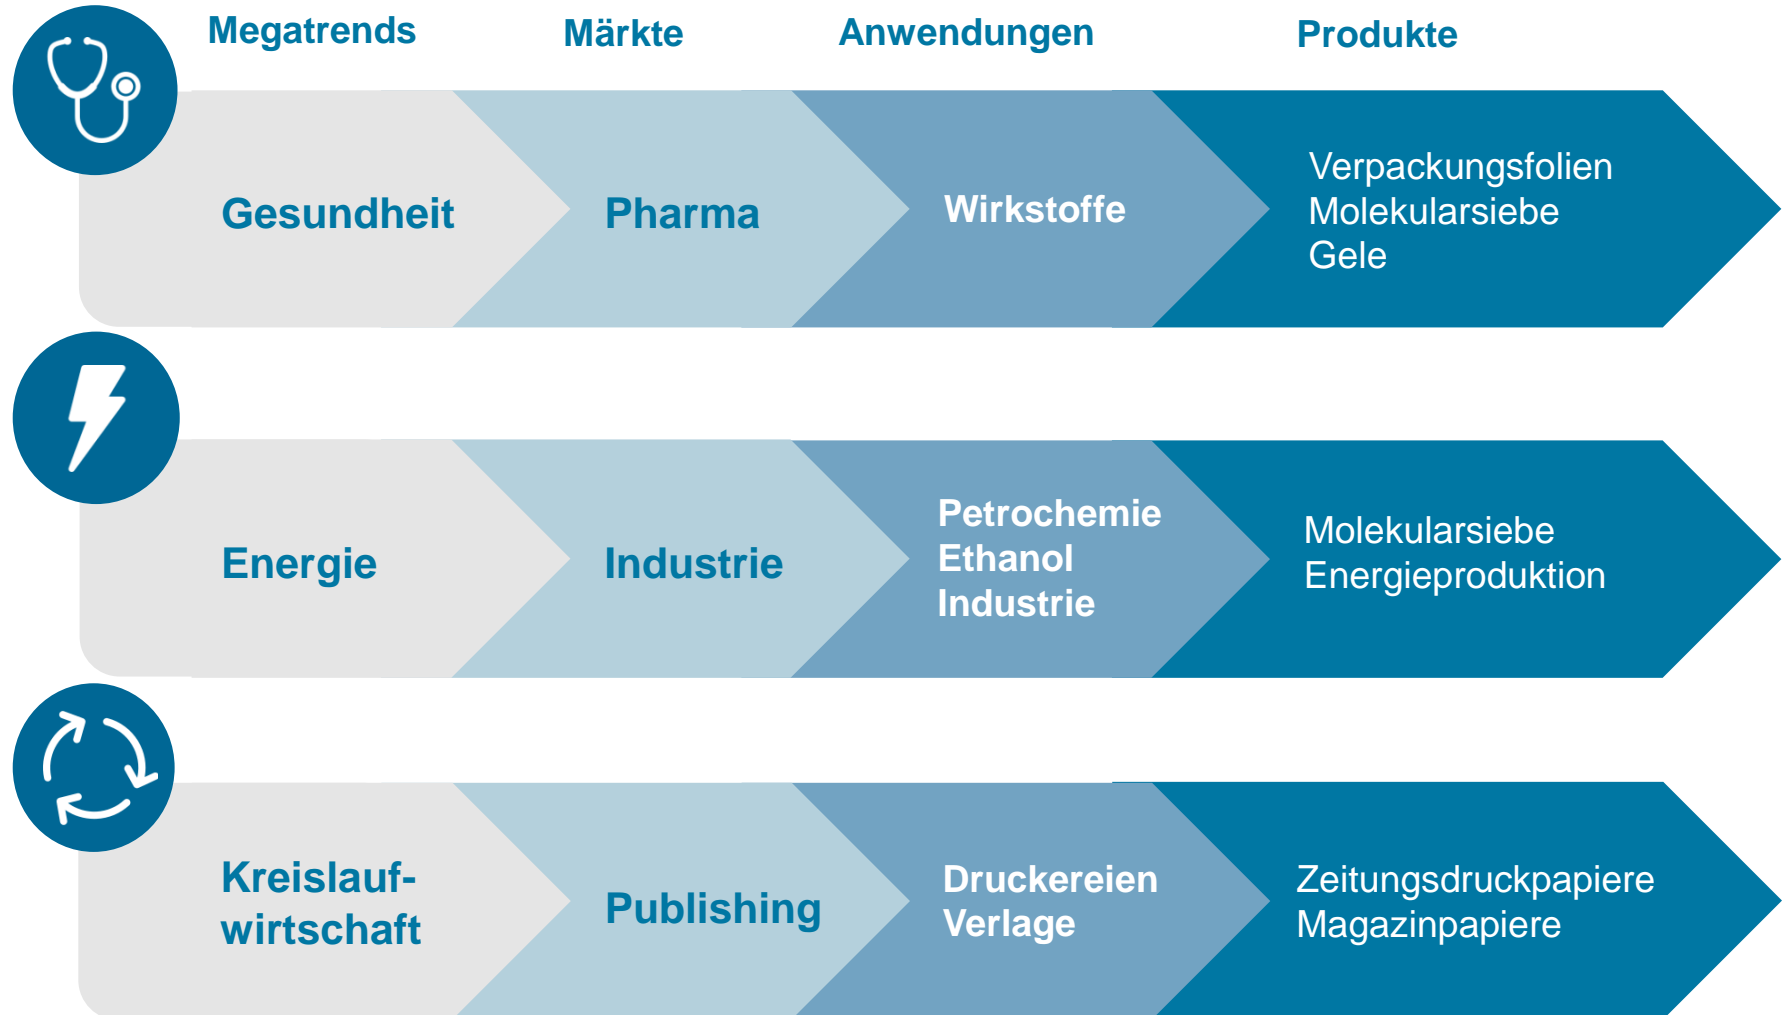 Megatrends
Märkte
Anwendungen
Produkte
Gesundheit
Pharma
Wirkstoffe
Verpackungsfolien
Molekularsiebe
Gele
Energie
Industrie
Petrochemie
Ethanol
Industrie
Molekularsiebe
Energieproduktion
Kreislauf-
wirtschaft
Publishing
Druckereien
Verlage
Zeitungsdruckpapiere
Magazinpapiere